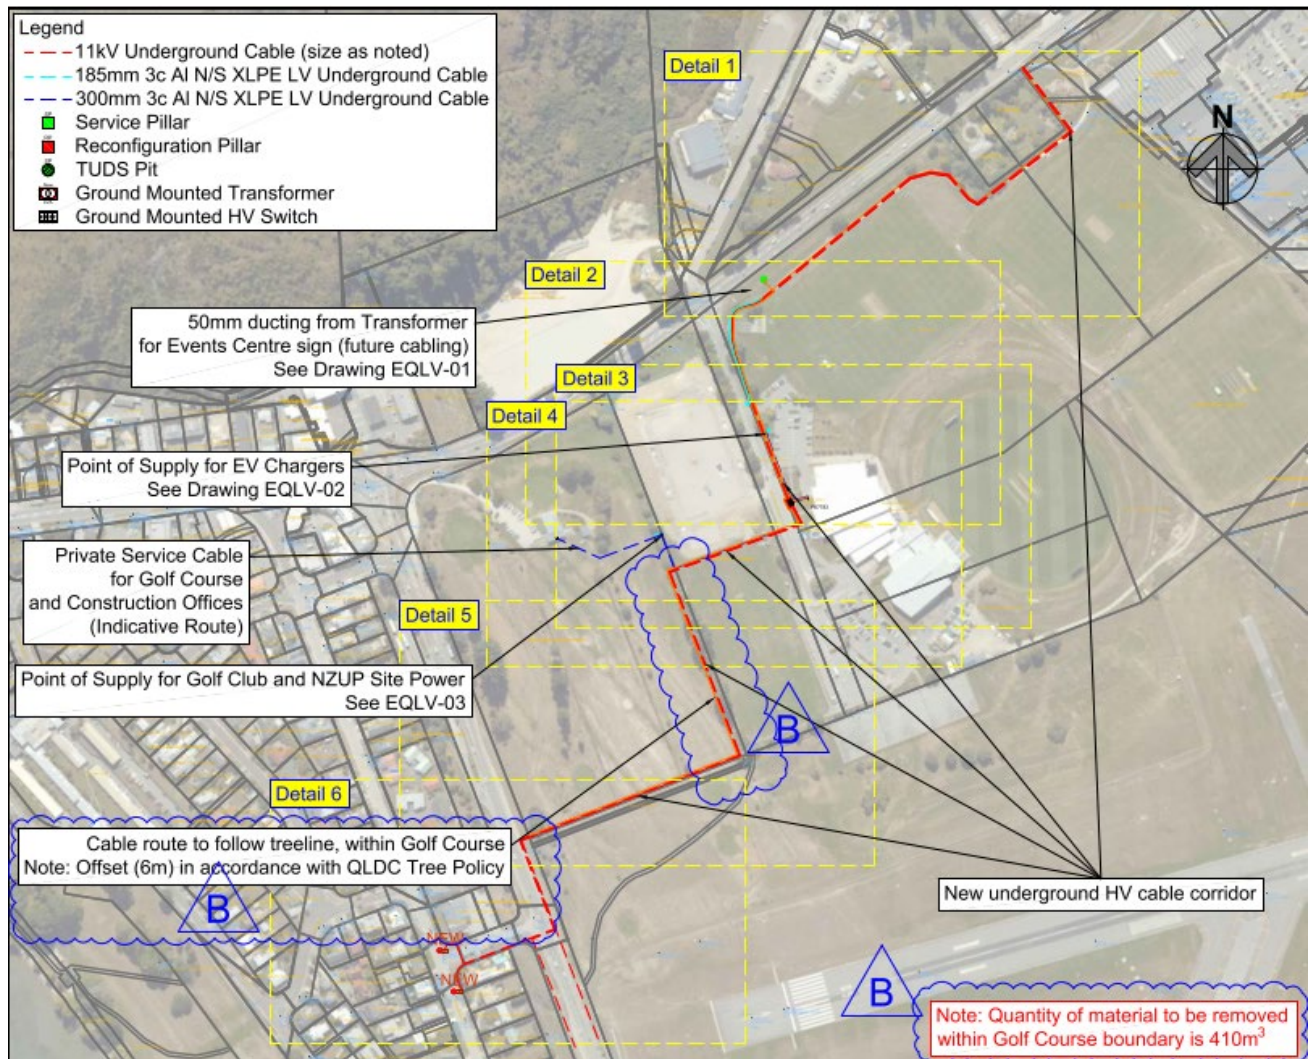 Legend
11kV Underground Cable (size as noted)
185mm 3c Al N/S XLPE LV Underground Cable
300mm 3c Al N/S XLPE LV Underground Cable
Service Pillar
Reconfiguration Pillar
TUDS Pit
Ground Mounted Transformer
Ground Mounted HV Switch
Detail 1
N
Detail 2
50mm ducting from Transformer
for Events Centre sign (future cabling)
See Drawing EQLV-01
Detail 3
Detail 4
Point of Supply for EV Chargers
See Drawing EQLV-02
Private Service Cable
for Golf Course
and Construction Offices
(Indicative Route)
Detail 5
Point of Supply for Golf Club and NZUP Site Power
See EQLV-03
B
Detail 6
Cable route to follow treeline, within Golf Course
Note: Offset (6m) in accordance with QLDC Tree Policy
B
New underground HV cable corridor
NEW
NEW
B
Note: Quantity of material to be removed
within Golf Course boundary is 410m³